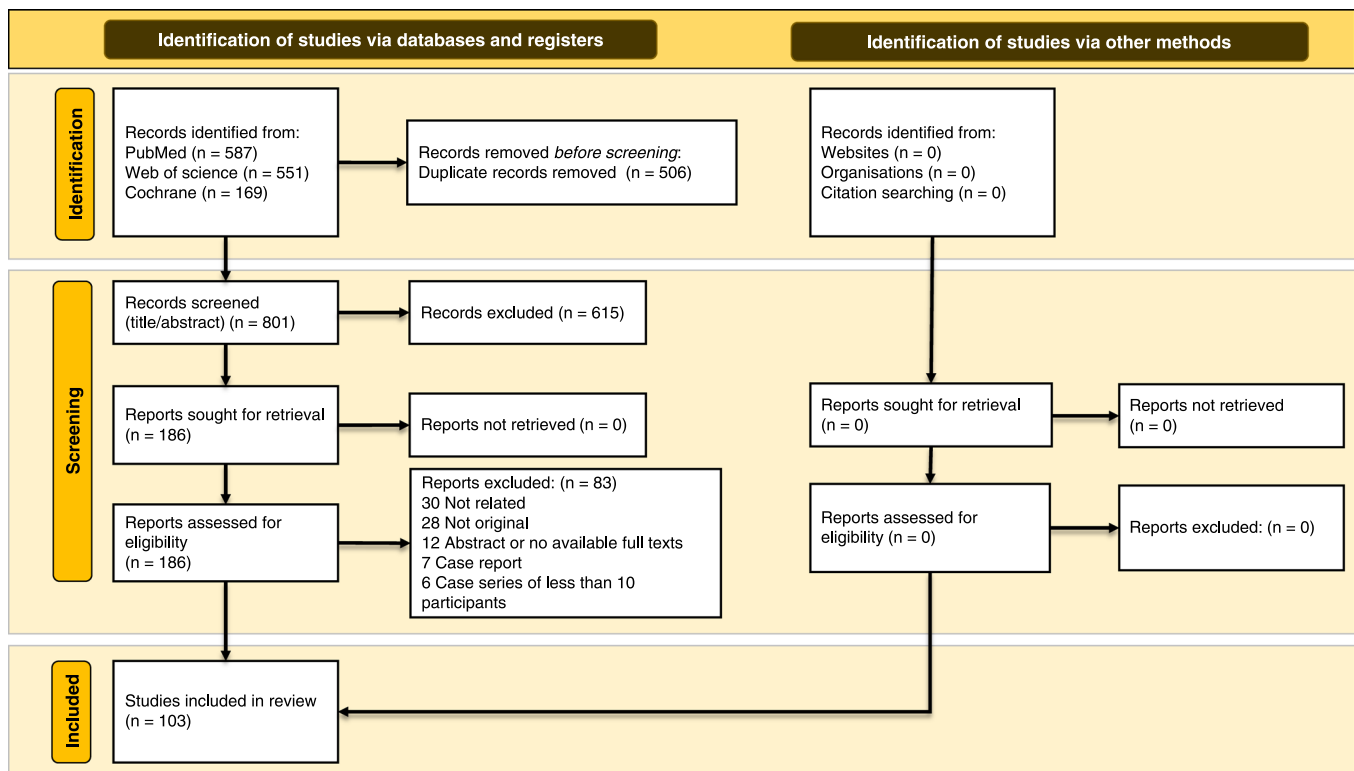 Identification of studies via databases and registers
Identification of studies via other methods
Identification
Records identified from:
PubMed (n = 587)
Web of science (n = 551)
Cochrane (n = 169)
Records removed before screening:
Duplicate records removed (n = 506)
Records identified from:
Websites (n = 0)
Organisations (n = 0)
Citation searching (n = 0)
Screening
Records screened
(title/abstract) (n = 801)
Records excluded (n = 615)
Reports sought for retrieval
(n = 186)
Reports not retrieved (n = 0)
Reports sought for retrieval
(n = 0)
Reports not retrieved
(n = 0)
Reports assessed for
eligibility
(n = 186)
Reports excluded: (n = 83)
30 Not related
28 Not original
12 Abstract or no available full texts
7 Case report
6 Case series of less than 10
participants
Reports assessed for
eligibility (n = 0)
Reports excluded: (n = 0)
Included
Studies included in review
(n = 103)